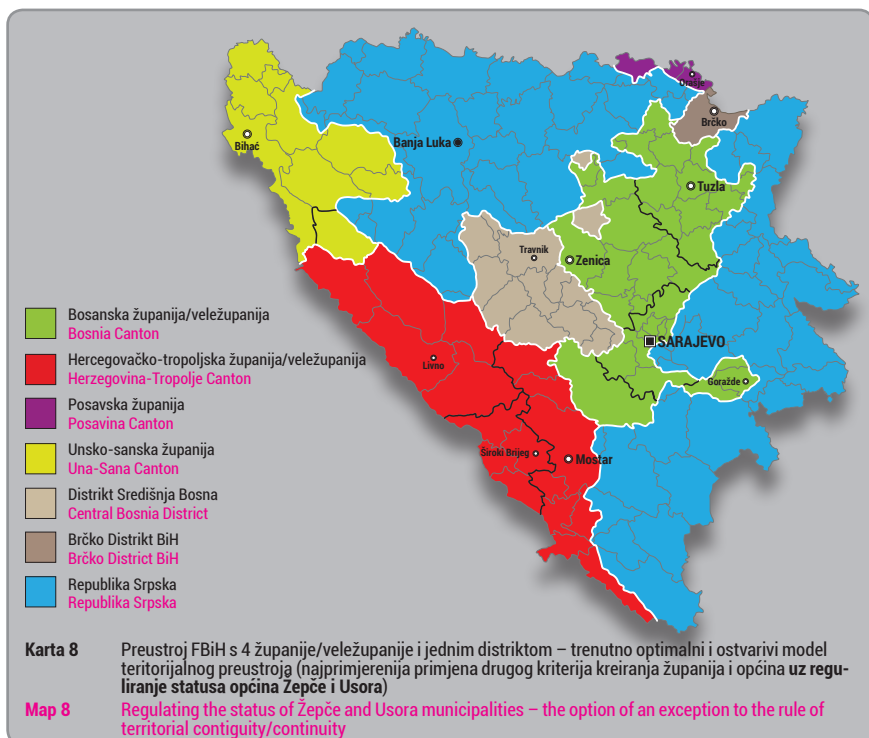 Orašje
Brčko
Banja Luka
Bihać
Tuzla
Travnik
Zenica
SARAJEVO
Goražde
Livno
Široki Brijeg
Mostar
Bosanska županija/veležupanija
Bosnia Canton
Hercegovačko-tropoljska županija/veležupanija
Herzegovina-Tropolje Canton
Posavska županija
Posavina Canton
Unsko-sanska županija
Una-Sana Canton
Distrikt Središnja Bosna
Central Bosnia District
Brčko Distrikt BiH
Brčko District BiH
Republika Srpska
Republika Srpska
Karta 8 Preustroj FBiH s 4 županije/veležupanije i jednim distriktom – trenutno optimalni i ostvarivi model
teritorijalnog preustroja (najprimjerenija primjena drugog kriterija kreiranja županija i općina uz regu-
liranje statusa općina Žepče i Usora)
Map 8 Regulating the status of Žepče and Usora municipalities – the option of an exception to the rule of
territorial contiguity/continuity